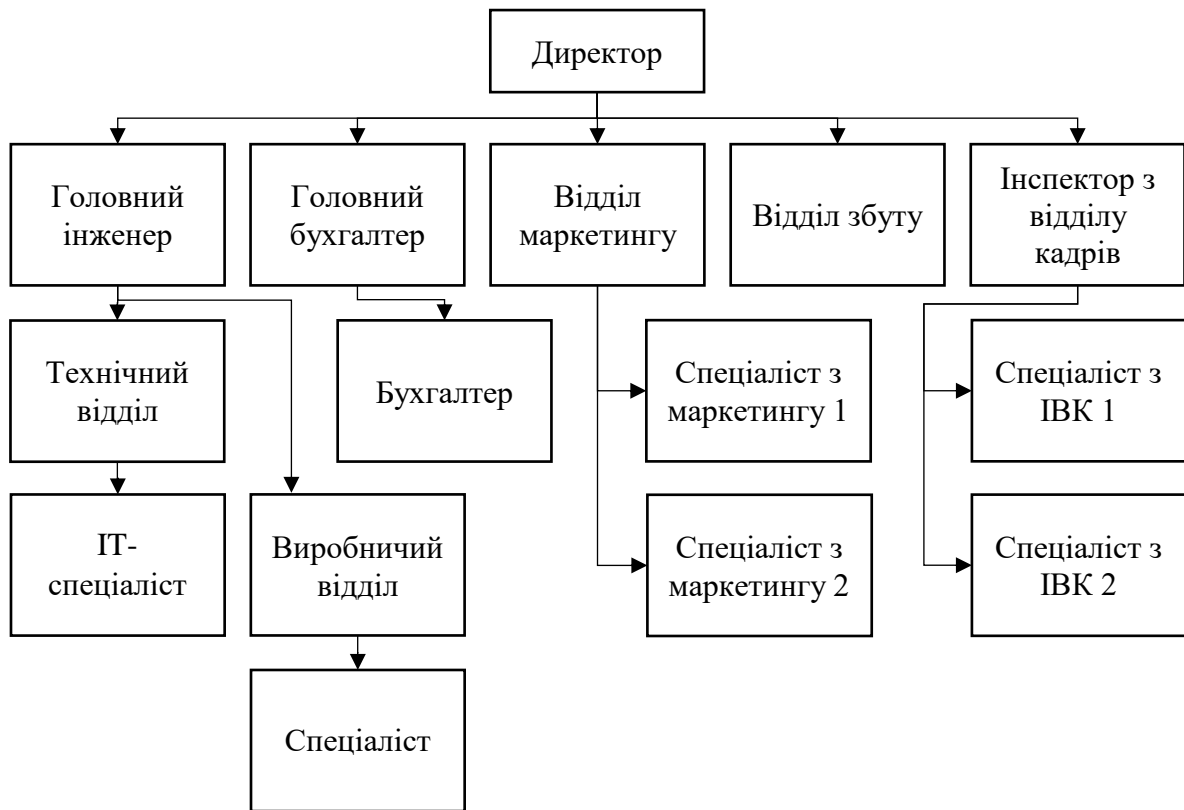 Директор
Головний
інженер
Головний
бухгалтер
Відділ
маркетингу
Відділ збуту
Інспектор з
відділу
кадрів
Технічний
відділ
Бухгалтер
Спеціаліст з
маркетингу 1
Спеціаліст з
ІВК 1
ІТ-
спеціаліст
Виробничий
відділ
Спеціаліст з
маркетингу 2
Спеціаліст з
ІВК 2
Спеціаліст